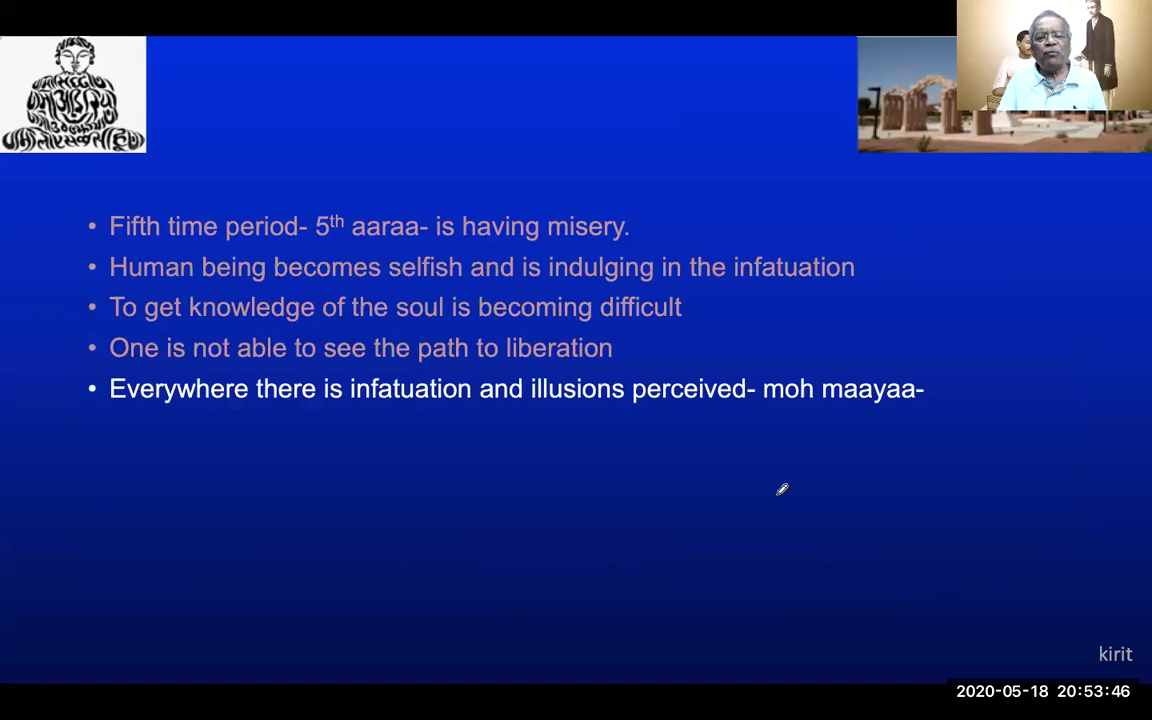 • Fifth time period- 5th aaraa- is having misery.
• Human being becomes selfish and is indulging in the infatuation
• To get knowledge of the soul is becoming difficult
• One is not able to see the path to liberation
• Everywhere there is infatuation and illusions perceived- moh maayaa-
kirit
2020-05-18 20:53:46